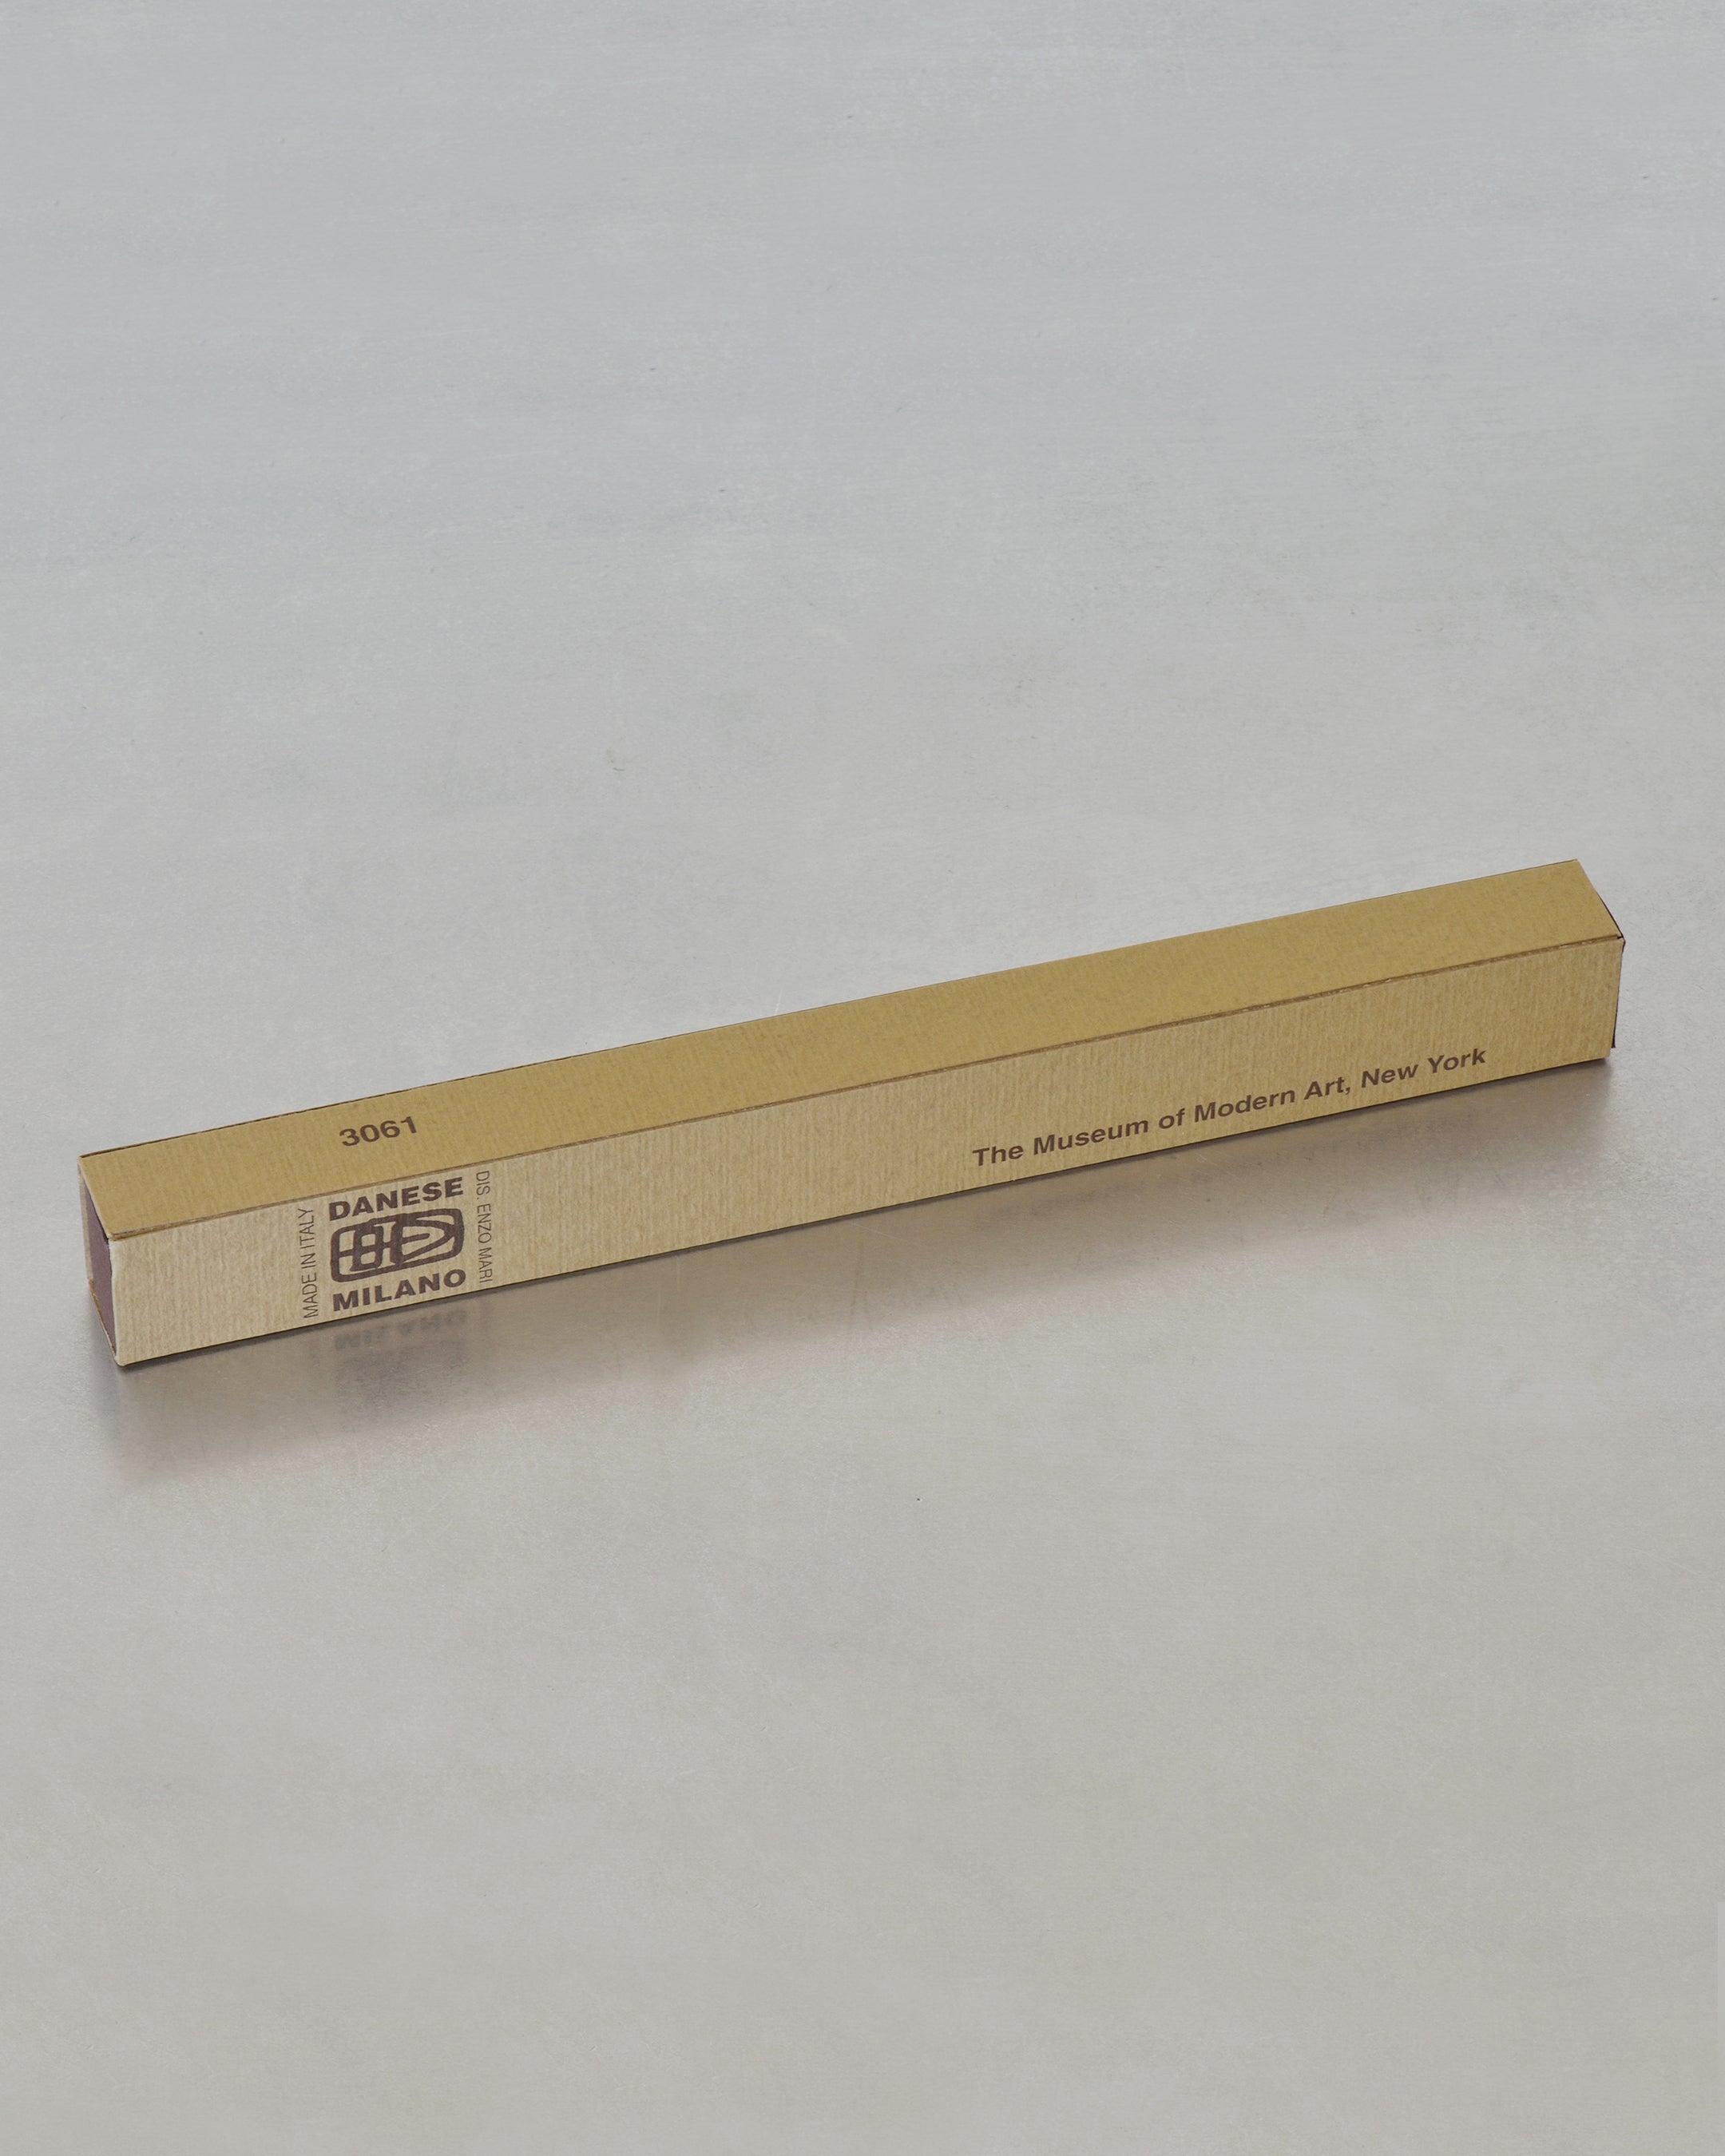 3061
MADE IN ITALY
DANESE
MILANO
DIS. ENZO MARI
The Museum of Modern Art, New York